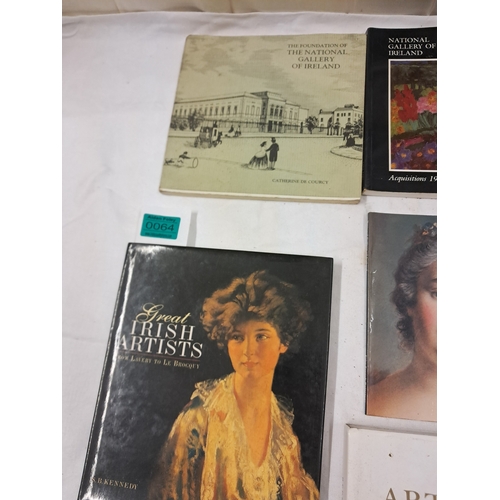 THE FOUNDATION OF
THE NATIONAL
GALLERY
OF IRELAND
CATHERINE DE COURCY
NATIONAL
GALLERY OF
IRELAND
Acquisitions 19
0064
Great
IRISH
ARTISTS
FROM LAVERY TO LE BROCQUY
KENNEDY
ART